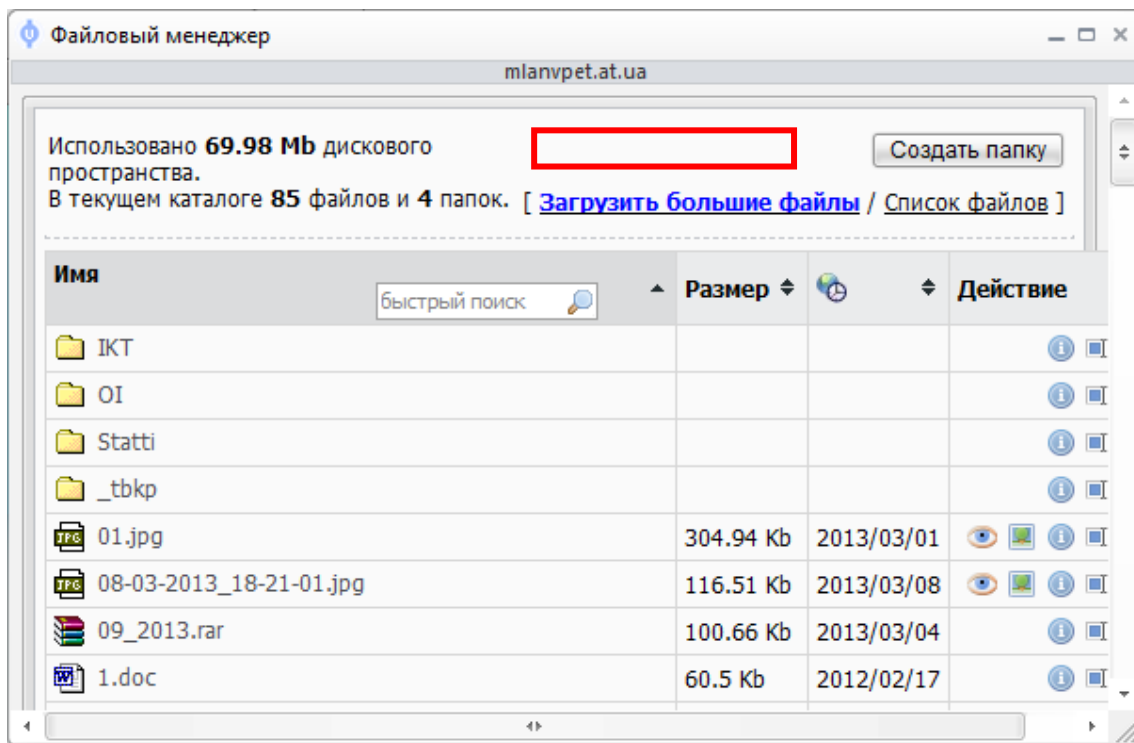 Файловый менеджер
mlanvpet.at.ua
Использовано 69.98 Mb дискового
пространства.
Создать папку
В текущем каталоге 85 файлов и 4 папок.
[ Загрузить большие файлы / Список файлов ]
Имя быстрый поиск Размер Действие
IKT
OI
Statti
_tbkp
01.jpg 304.94 Kb 2013/03/01
08-03-2013_18-21-01.jpg 116.51 Kb 2013/03/08
09_2013.rar 100.66 Kb 2013/03/04
1.doc 60.5 Kb 2012/02/17